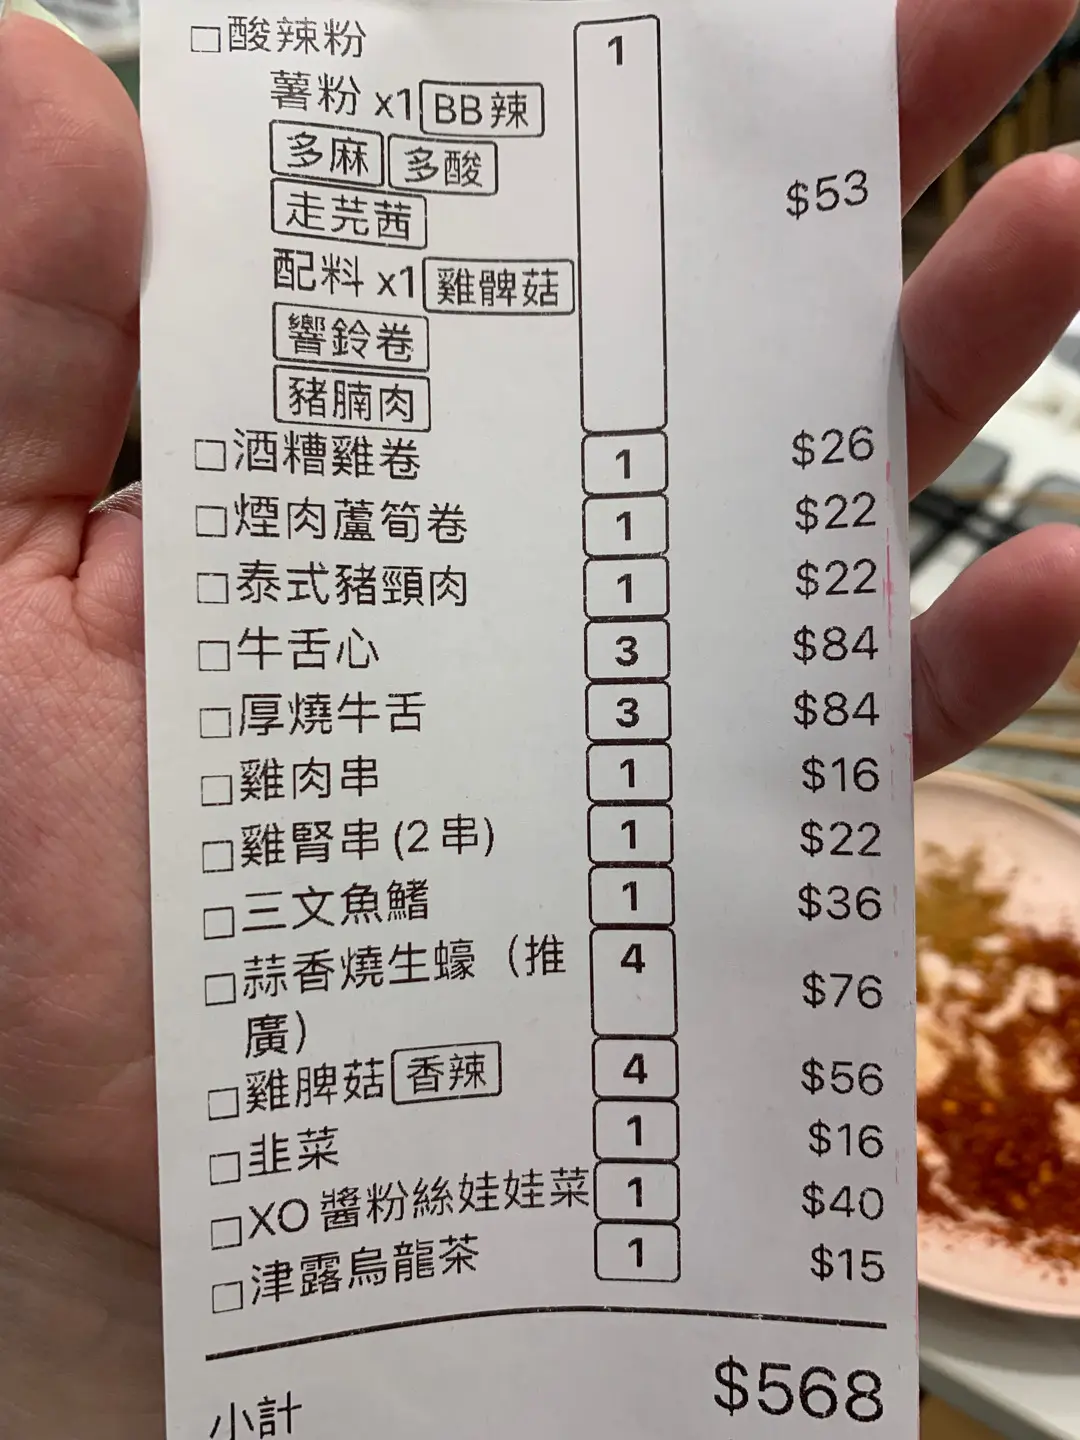 □酸辣粉 1 $53
薯粉 x1 BB辣
多麻 多酸
走芫茜
配料 x1 雞髀菇
響鈴卷
豬腩肉
□酒糟雞卷 1 $26
□煙肉蘆筍卷 1 $22
□泰式豬頸肉 1 $22
□牛舌心 3 $84
□厚燒牛舌 3 $84
□雞肉串 1 $16
□雞腎串(2串) 1 $22
□三文魚鰭 1 $36
□蒜香燒生蠔（推 4 $76
廣）
□雞脾菇 香辣 4 $56
□韭菜 1 $16
□XO醬粉絲娃娃菜 1 $40
□津露烏龍茶 1 $15
小計 $568